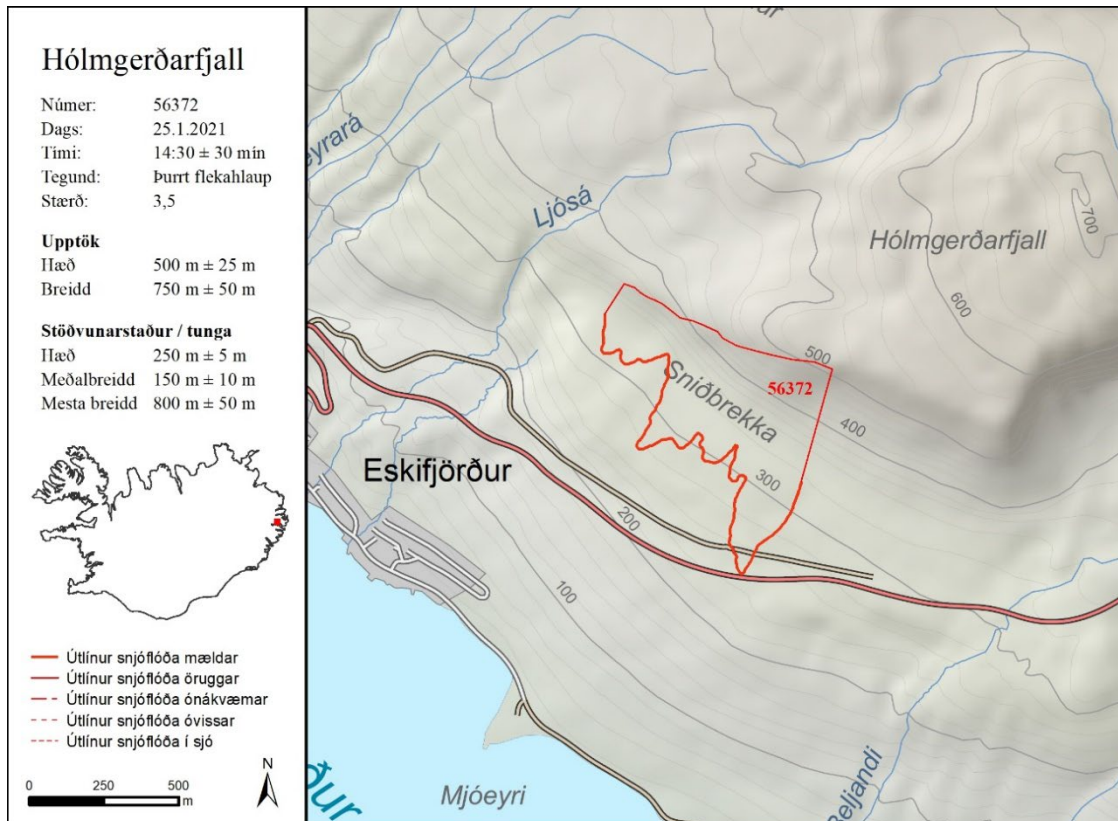 Hólmgerðarfjall
Númer: 56372
Dags: 25.1.2021
Tími: 14:30 ± 30 mín
Tegund: Þurrt flekahlaup
Stærð: 3,5
Upptök
Hæð 500 m ± 25 m
Breidd 750 m ± 50 m
Stöðvunarstaður / tunga
Hæð 250 m ± 5 m
Meðalbreidd 150 m ± 10 m
Mesta breidd 800 m ± 50 m
Útlínur snjóflóða mældar
Útlínur snjóflóða öruggar
Útlínur snjóflóða ónákvæmar
Útlínur snjóflóða óvissar
Útlínur snjóflóða í sjó
0 250 500
m
N
eyrará
Ljósá
Hólmgerðarfjall
700
600
500
400
300
200
100
Sniðbrekka
56372
Eskifjörður
Mjóeyri
ður
Beljandi